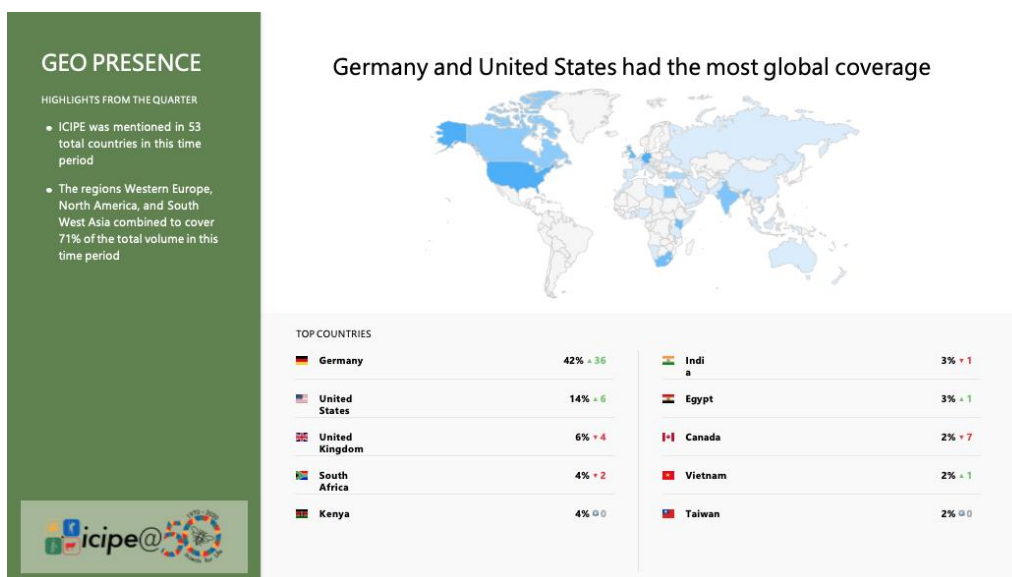 GEO PRESENCE
HIGHLIGHTS FROM THE QUARTER
• ICIPE was mentioned in 53
total countries in this time
period
• The regions Western Europe,
North America, and South
West Asia combined to cover
71% of the total volume in this
time period
icipe@50
1970 - 2020
Germany and United States had the most global coverage
TOP COUNTRIES
Germany 42% ▲ 36
United
States 14% ▲ 6
United
Kingdom 6% ▼ 4
South
Africa 4% ▼ 2
Kenya 4% 0
Indi
a 3% ▼ 1
Egypt 3% ▲ 1
Canada 2% ▼ 7
Vietnam 2% ▲ 1
Taiwan 2% 0